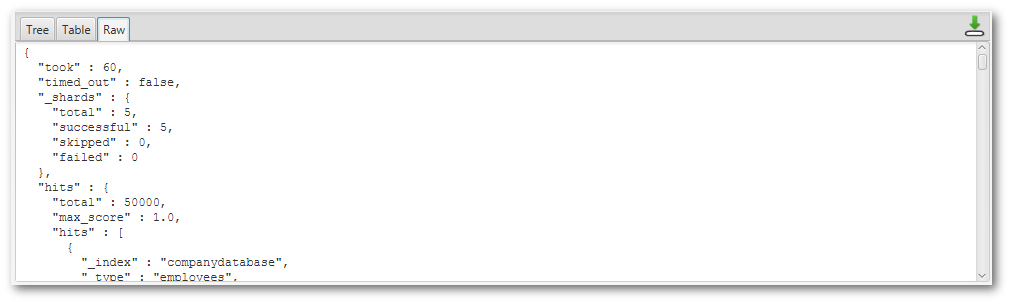 Tree Table Raw
{
  "took" : 60,
  "timed_out" : false,
  "_shards" : {
    "total" : 5,
    "successful" : 5,
    "skipped" : 0,
    "failed" : 0
  },
  "hits" : {
    "total" : 50000,
    "max_score" : 1.0,
    "hits" : [
      {
        "_index" : "companydatabase",
        "_type" : "employees",